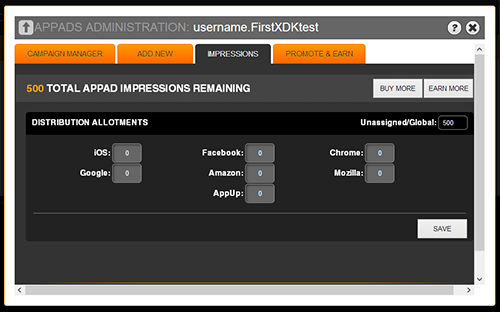 APPADS ADMINISTRATION: username.FirstXDKtest
CAMPAIGN MANAGER ADD NEW IMPRESSIONS PROMOTE & EARN
500 TOTAL APPAD IMPRESSIONS REMAINING BUY MORE EARN MORE
DISTRIBUTION ALLOTMENTS Unassigned/Global: 500
iOS: 0 Facebook: 0 Chrome: 0
Google: 0 Amazon: 0 Mozilla: 0
AppUp: 0
SAVE